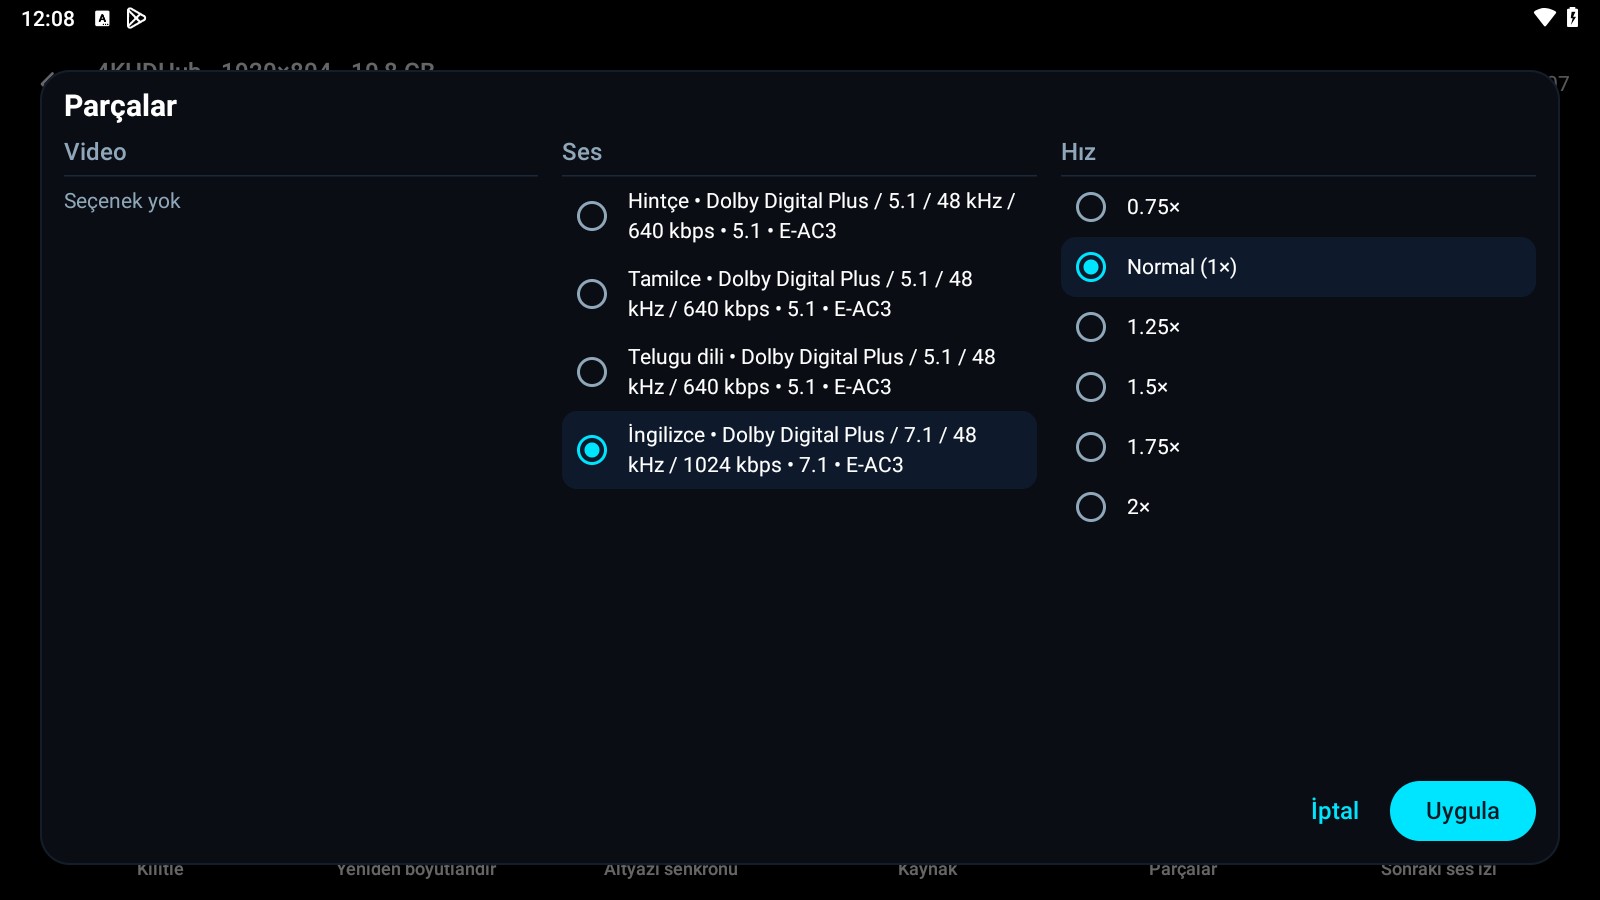 12:08
Parçalar
Video
Seçenek yok
Ses
Hintçe • Dolby Digital Plus / 5.1 / 48 kHz /
640 kbps • 5.1 • E-AC3
Tamilce • Dolby Digital Plus / 5.1 / 48
kHz / 640 kbps • 5.1 • E-AC3
Telugu dili • Dolby Digital Plus / 5.1 / 48
kHz / 640 kbps • 5.1 • E-AC3
İngilizce • Dolby Digital Plus / 7.1 / 48
kHz / 1024 kbps • 7.1 • E-AC3
Hız
0.75×
Normal (1×)
1.25×
1.5×
1.75×
2×
İptal
Uygula
Kilitle
Yeniden boyutlandır
Altyazı senkronu
Kaynak
Parçalar
Sonraki ses izi